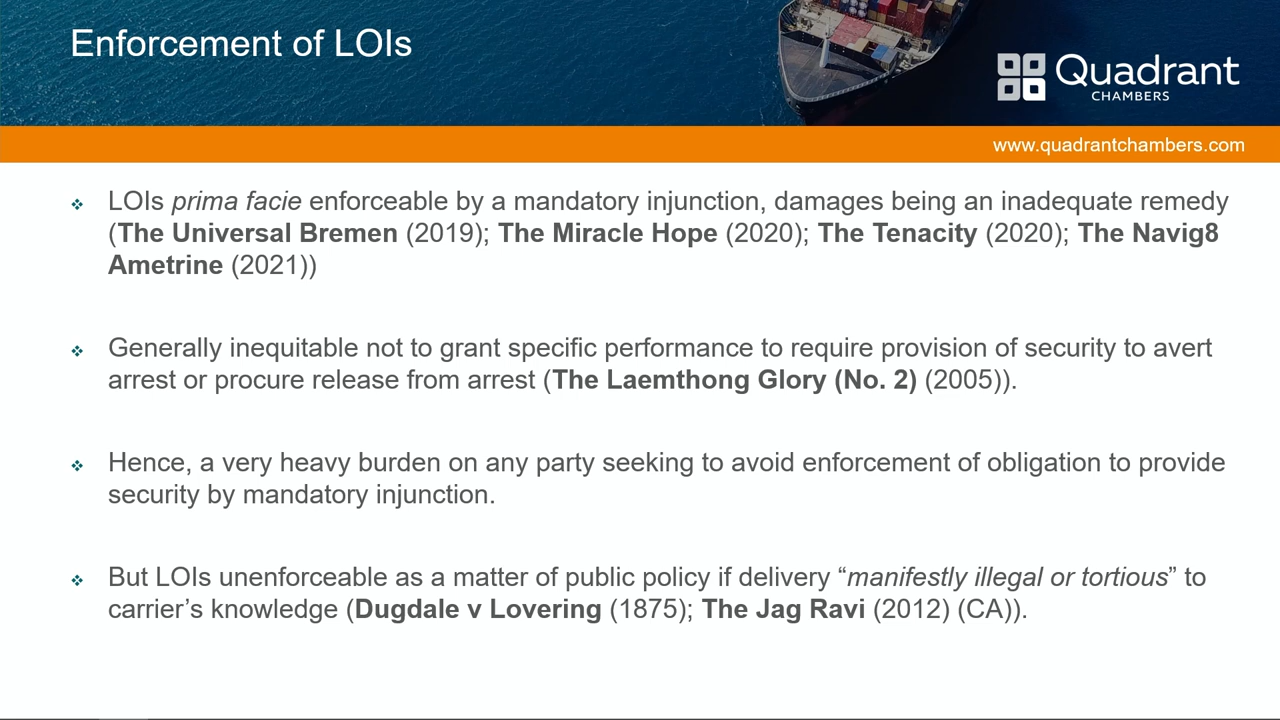 Enforcement of LOIs
Quadrant
CHAMBERS
www.quadrantchambers.com
LOIs prima facie enforceable by a mandatory injunction, damages being an inadequate remedy
(The Universal Bremen (2019); The Miracle Hope (2020); The Tenacity (2020); The Navig8
Ametrine (2021))
Generally inequitable not to grant specific performance to require provision of security to avert
arrest or procure release from arrest (The Laemthong Glory (No. 2) (2005)).
Hence, a very heavy burden on any party seeking to avoid enforcement of obligation to provide
security by mandatory injunction.
But LOIs unenforceable as a matter of public policy if delivery “manifestly illegal or tortious” to
carrier’s knowledge (Dugdale v Lovering (1875); The Jag Ravi (2012) (CA)).